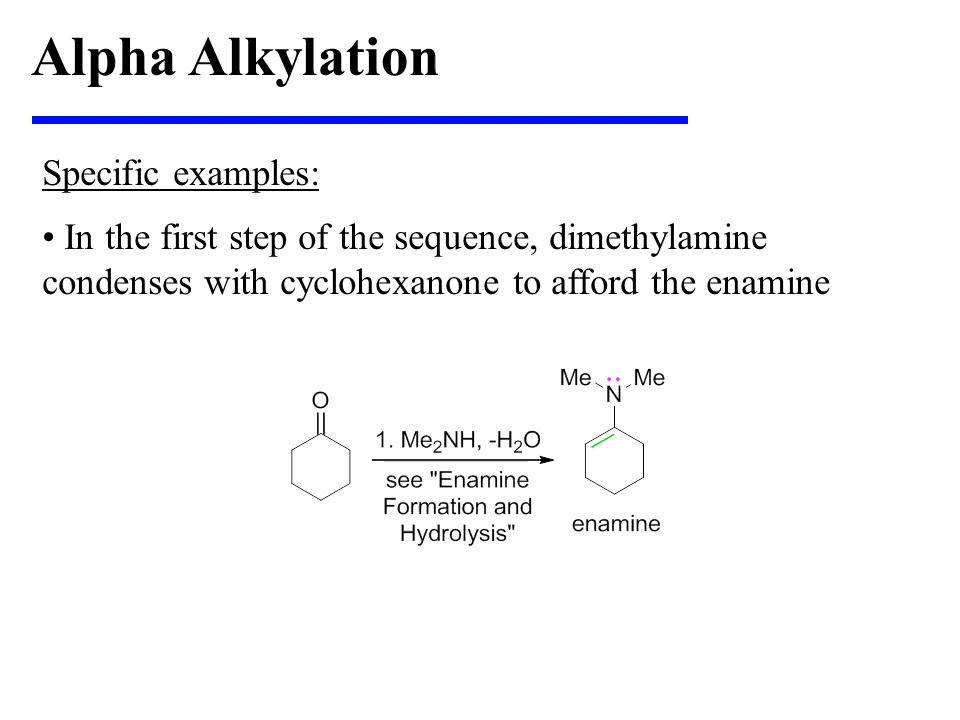 Alpha Alkylation
Specific examples:
• In the first step of the sequence, dimethylamine
condenses with cyclohexanone to afford the enamine
O
1. Me₂NH, -H₂O
see "Enamine
Formation and
Hydrolysis"
Me Me
N
enamine